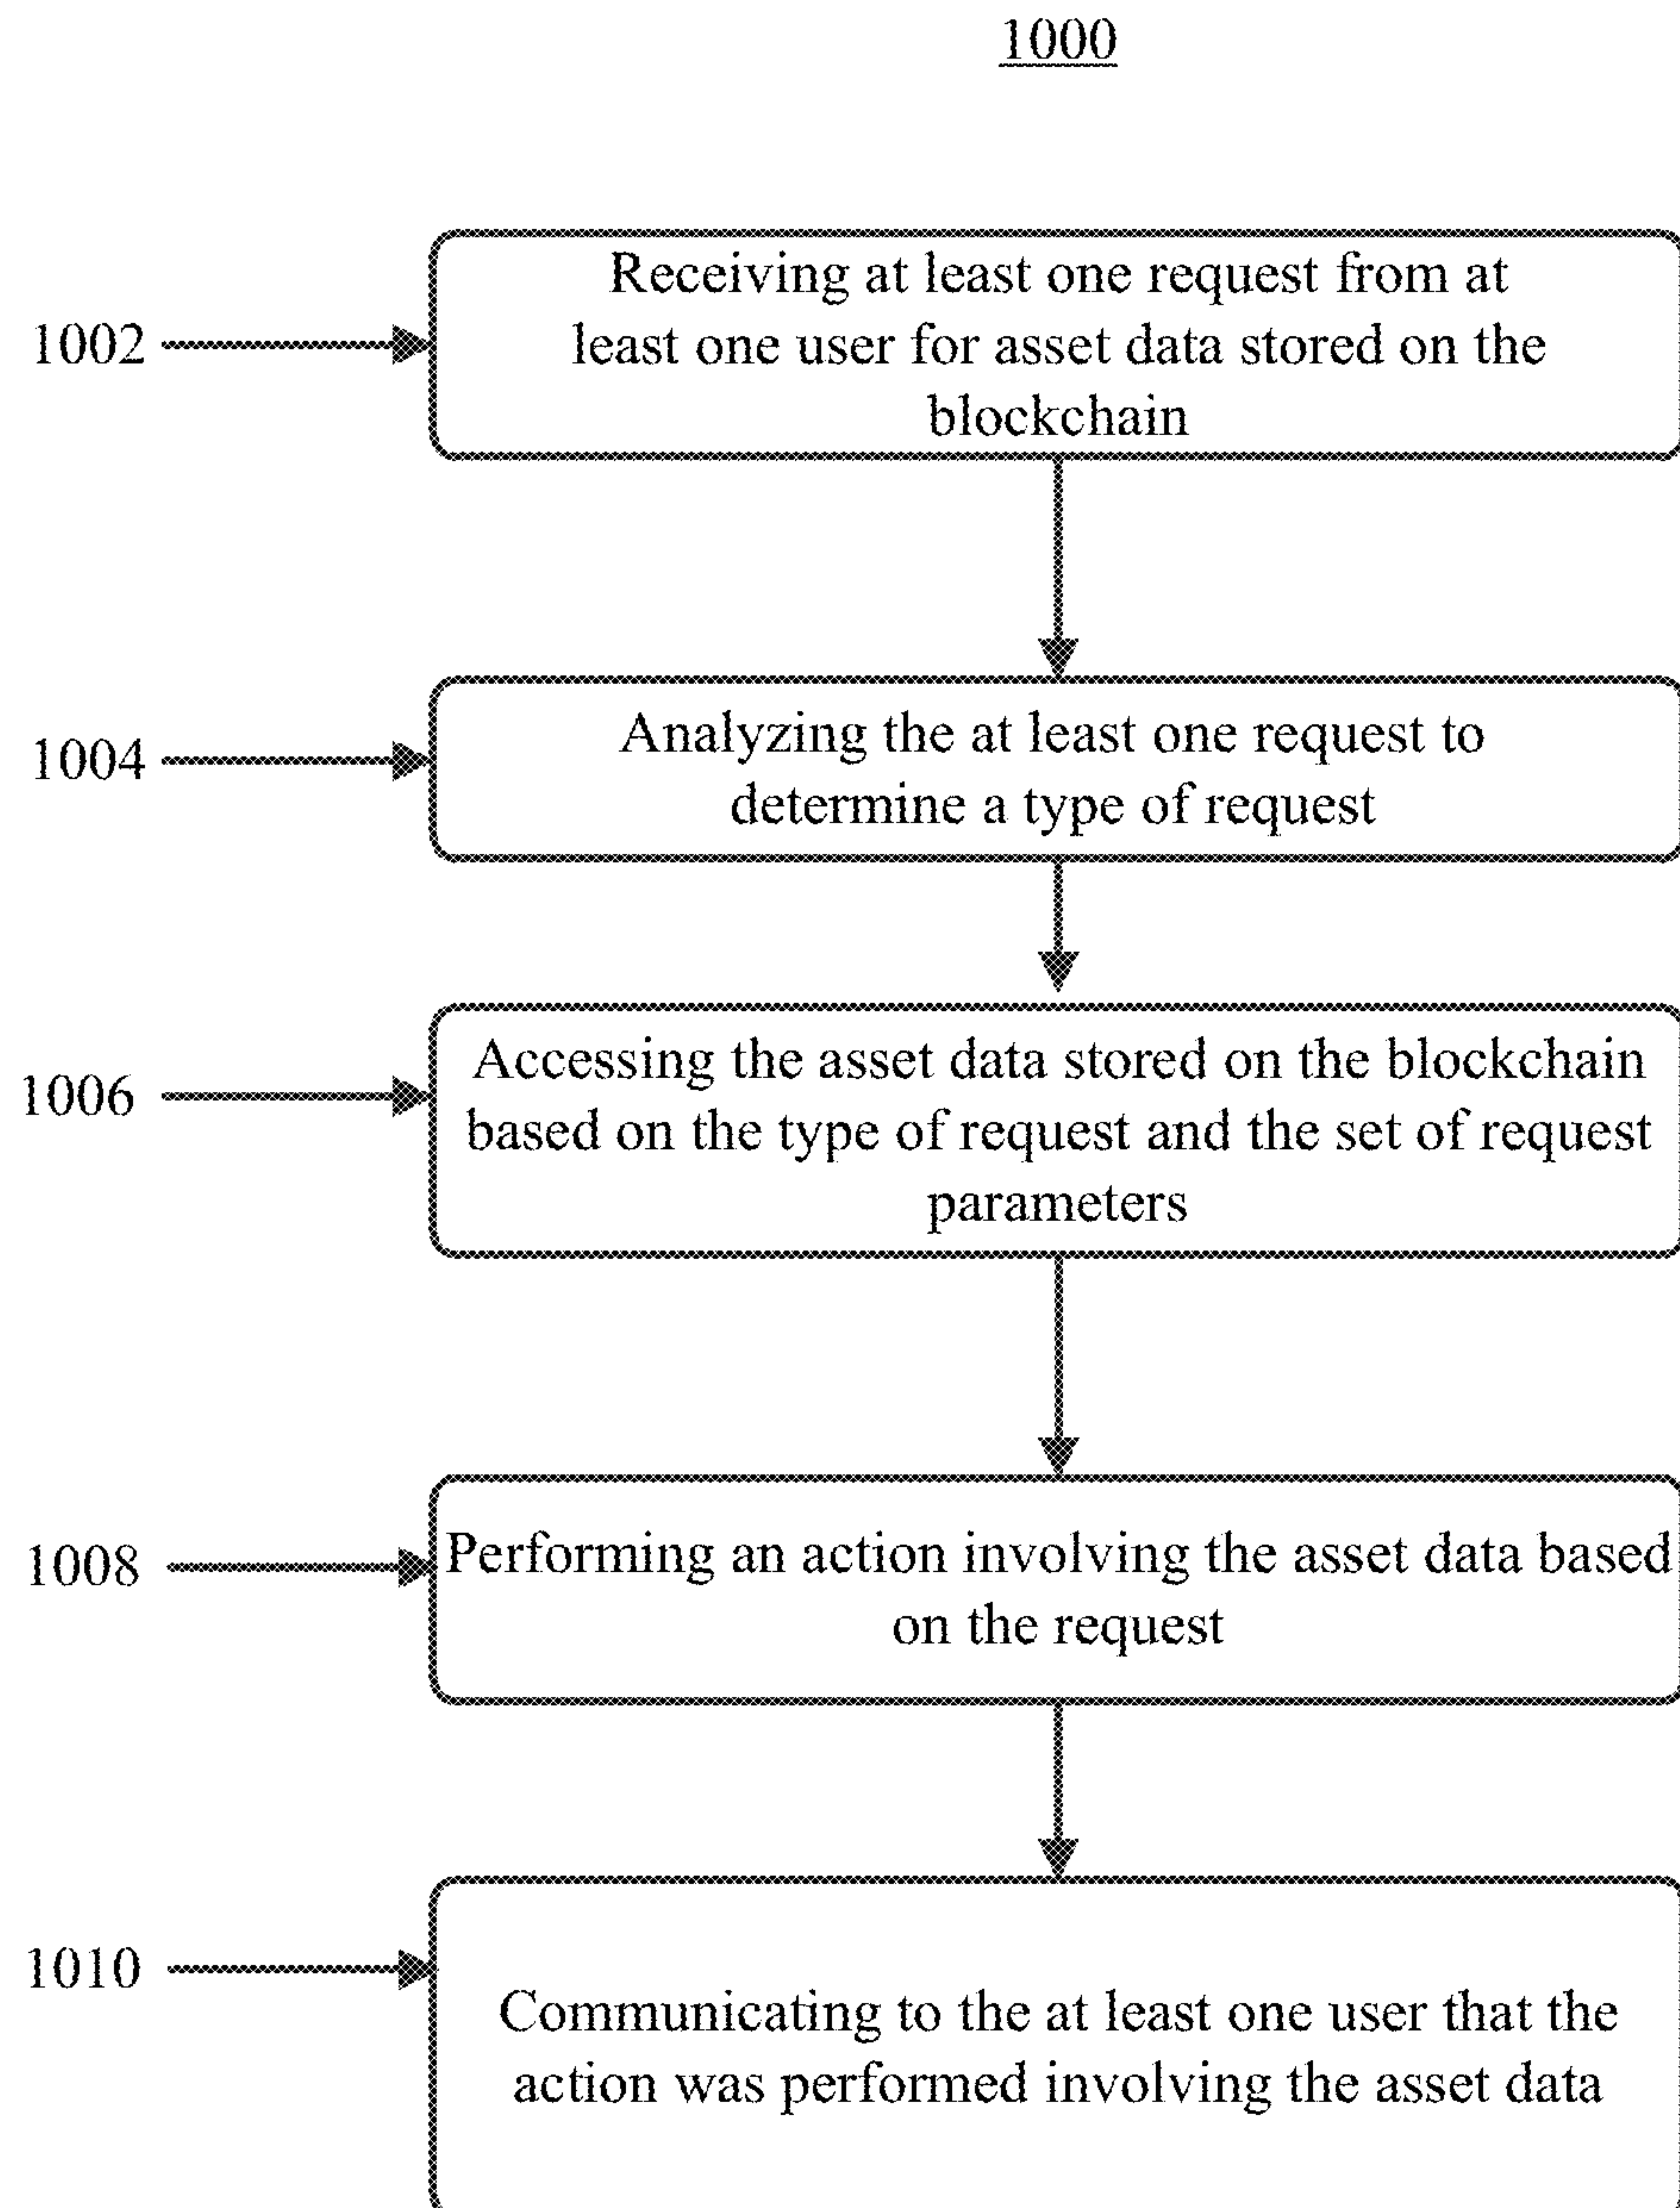 1000
1002
Receiving at least one request from at
least one user for asset data stored on the
blockchain
1004
Analyzing the at least one request to
determine a type of request
1006
Accessing the asset data stored on the blockchain
based on the type of request and the set of request
parameters
1008
Performing an action involving the asset data based
on the request
1010
Communicating to the at least one user that the
action was performed involving the asset data